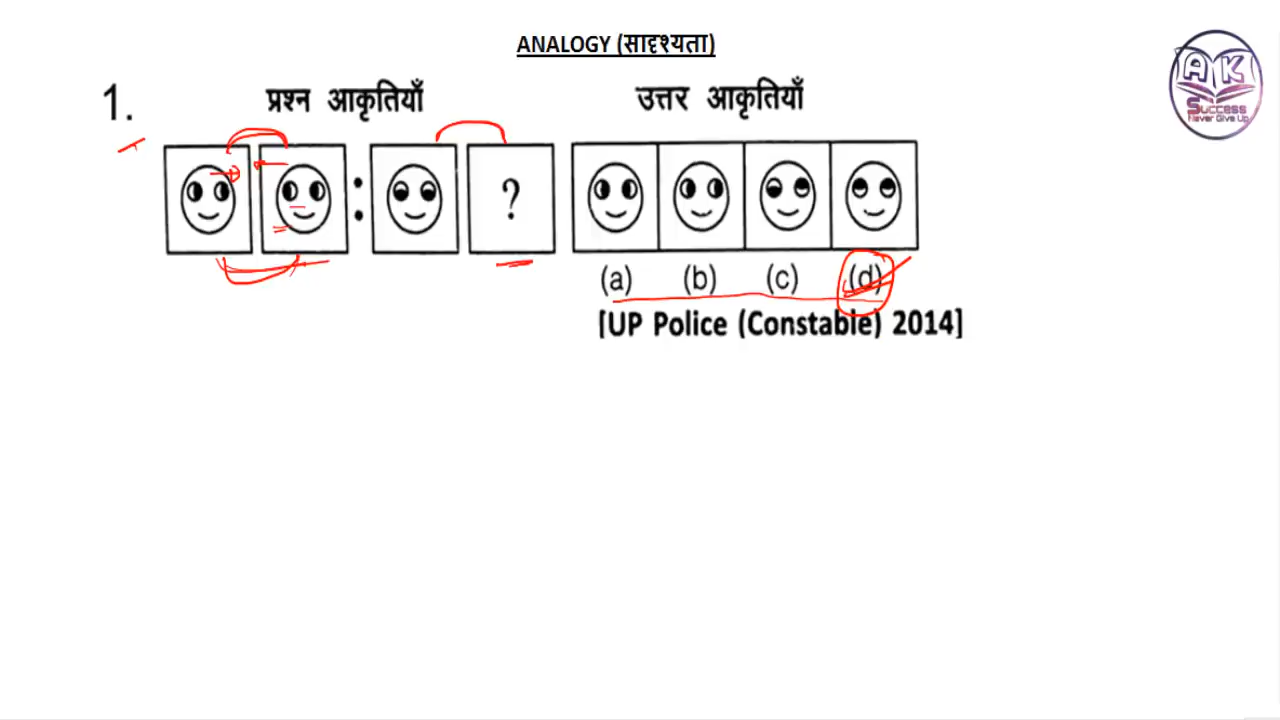 ANALOGY (सादृश्यता)
AK
Success
Never Give Up
1.
प्रश्न आकृतियाँ
उत्तर आकृतियाँ
: ?
(a) (b) (c) (d)
[UP Police (Constable) 2014]